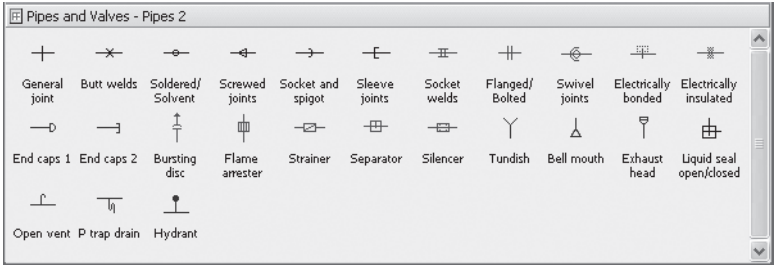 Pipes and Valves - Pipes 2
General joint
Butt welds
Soldered/ Solvent
Screwed joints
Socket and spigot
Sleeve joints
Socket welds
Flanged/ Bolted
Swivel joints
Electrically bonded
Electrically insulated
End caps 1
End caps 2
Bursting disc
Flame arrester
Strainer
Separator
Silencer
Tundish
Bell mouth
Exhaust head
Liquid seal open/closed
Open vent
P trap drain
Hydrant